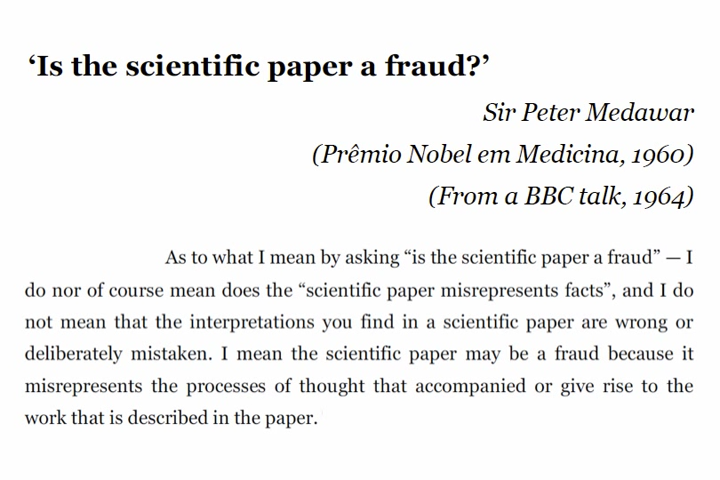 ‘Is the scientific paper a fraud?’
Sir Peter Medawar
(Prêmio Nobel em Medicina, 1960)
(From a BBC talk, 1964)
As to what I mean by asking “is the scientific paper a fraud” — I
do nor of course mean does the “scientific paper misrepresents facts”, and I do
not mean that the interpretations you find in a scientific paper are wrong or
deliberately mistaken. I mean the scientific paper may be a fraud because it
misrepresents the processes of thought that accompanied or give rise to the
work that is described in the paper.